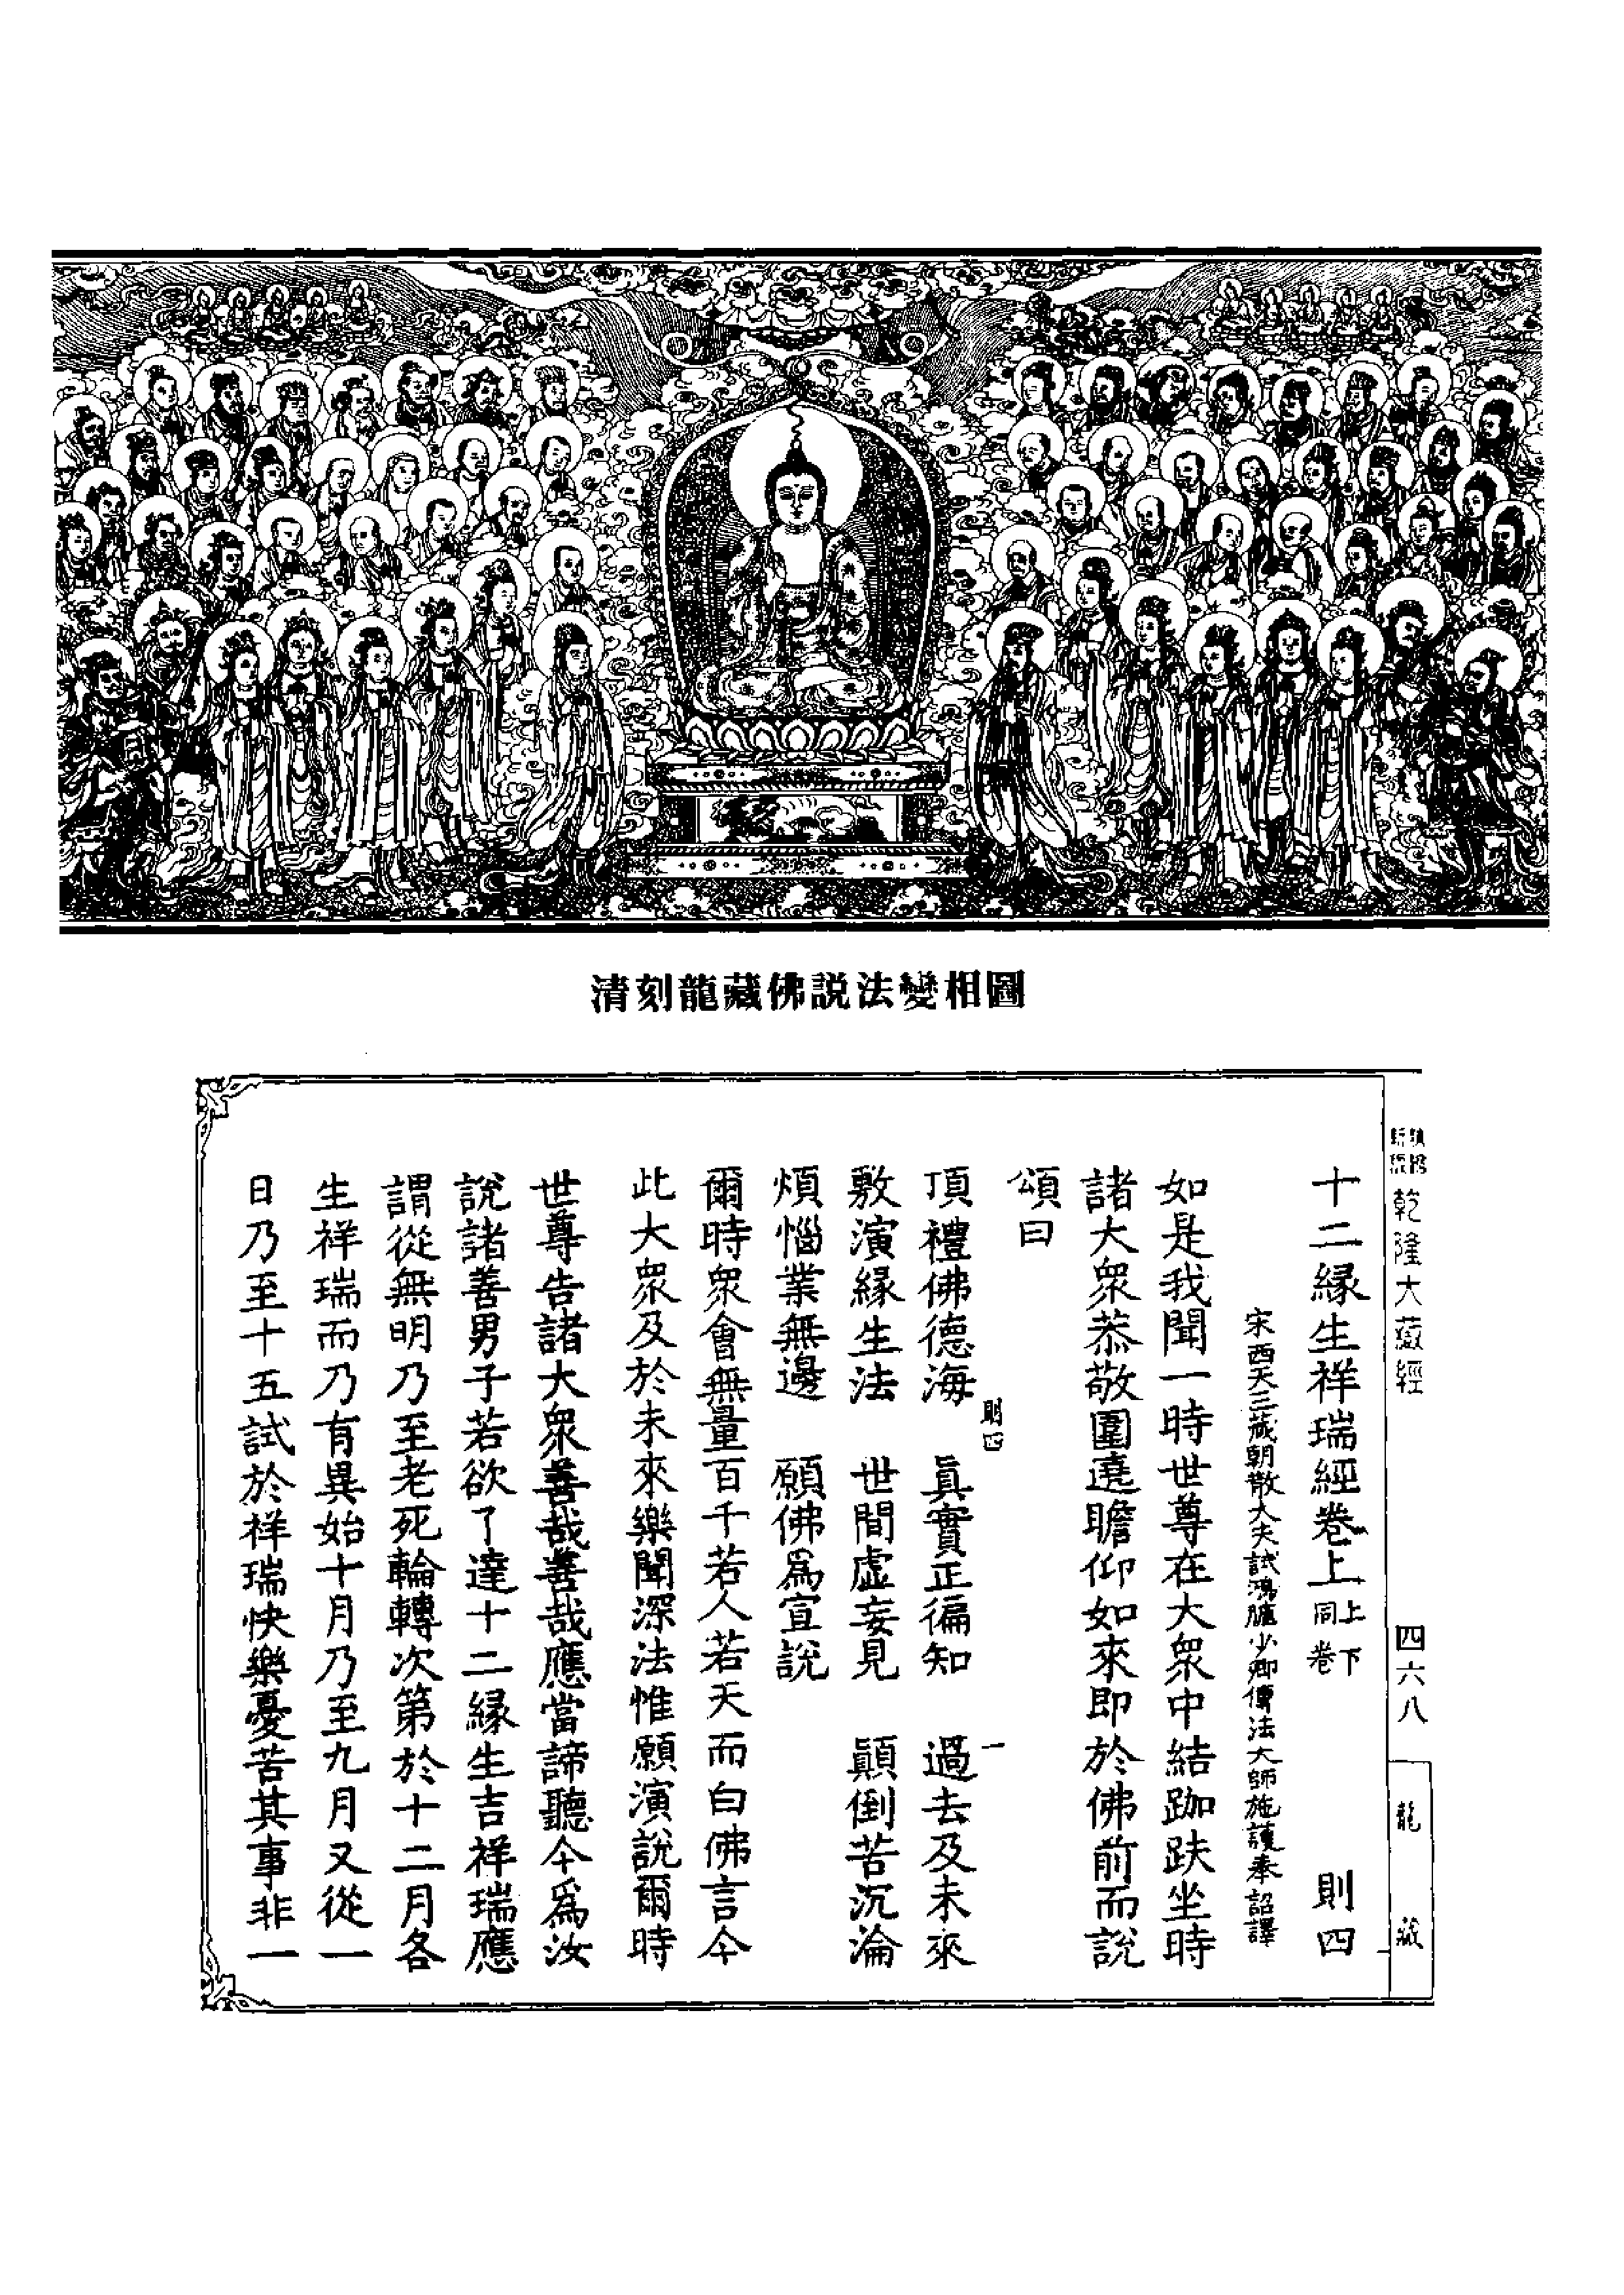 清刻龍藏佛説法變相圖
乾隆大藏經
四六八
龍藏
十二緣生祥瑞經卷上 上下同卷 則四
宋西天三藏朝散大夫試鴻臚少卿傳法大師施護奉詔譯
如是我聞一時世尊在大衆中結跏趺坐時
諸大衆恭敬圍遶瞻仰如來即於佛前而説
頌曰
則四 一
頂禮佛德海 眞實正徧知 過去及未來
敷演緣生法 世間虛妄見 顚倒苦沉淪
煩惱業無邊 願佛爲宣説
爾時衆會無量百千若人若天而白佛言今
此大衆及於未來樂聞深法惟願演説爾時
世尊告諸大衆善哉善哉應當諦聽今爲汝
説諸善男子若欲了達十二緣生吉祥瑞應
謂從無明乃至老死輪轉次第於十二月各
生祥瑞而乃有異始十月乃至九月又從一
日乃至十五試於祥瑞快樂憂苦其事非一